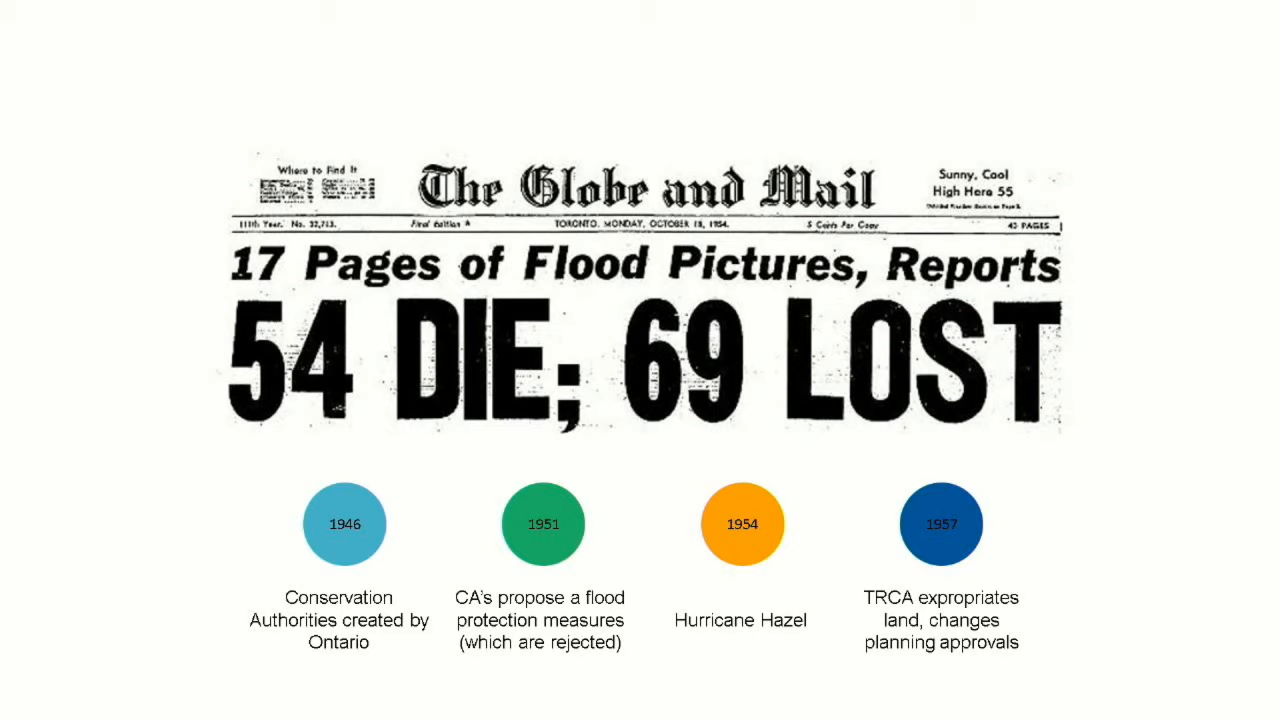 Where to Find It
The Globe and Mail
Sunny, Cool
High Here 55
111th Year. No. 32,713.
Final Edition *
TORONTO, MONDAY, OCTOBER 18, 1954.
5 Cents Per Copy
PAGES
17 Pages of Flood Pictures, Reports
54 DIE; 69 LOST
1946
1951
1954
1957
Conservation
Authorities created by
Ontario
CA's propose a flood
protection measures
(which are rejected)
Hurricane Hazel
TRCA expropriates
land, changes
planning approvals